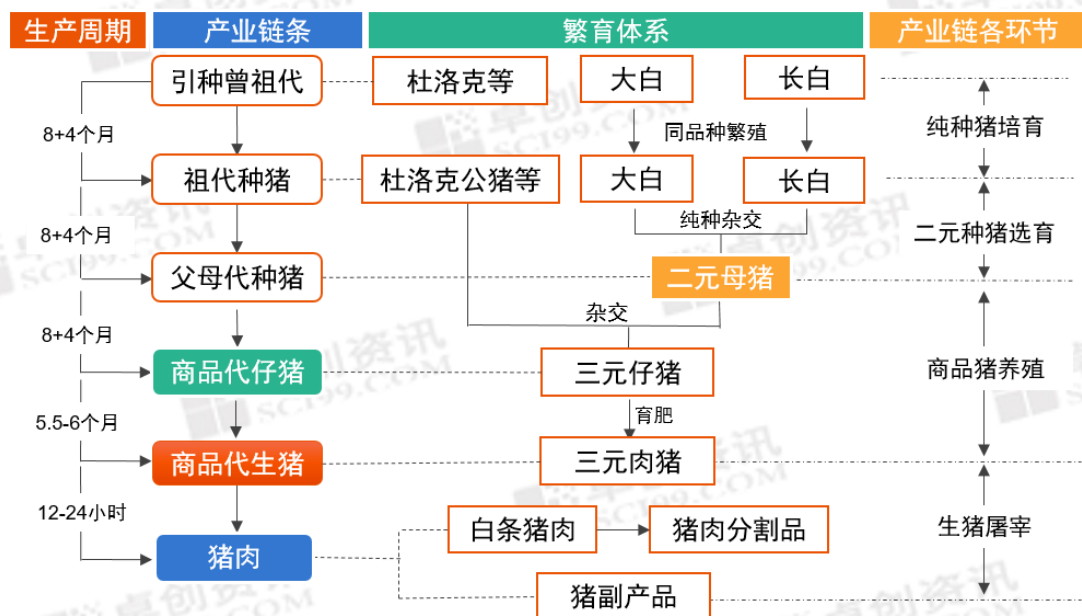 生产周期
产业链条
繁育体系
产业链各环节
引种曾祖代
杜洛克等
大白
长白
8+4个月
同品种繁殖
纯种猪培育
祖代种猪
杜洛克公猪等
大白
长白
纯种杂交
8+4个月
二元种猪选育
父母代种猪
二元母猪
杂交
8+4个月
商品代仔猪
三元仔猪
商品猪养殖
5.5-6个月
育肥
商品代生猪
三元肉猪
12-24小时
白条猪肉
猪肉分割品
生猪屠宰
猪肉
猪副产品
卓创资讯
SCI99.COM